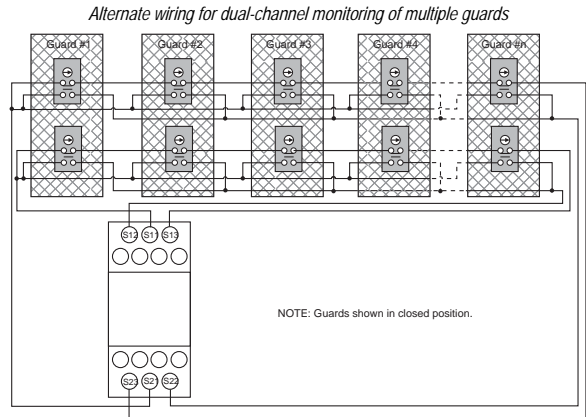 Alternate wiring for dual-channel monitoring of multiple guards
Guard #1 Guard #2 Guard #3 Guard #4 Guard #n
S12 S11 S13
NOTE: Guards shown in closed position.
S23 S21 S22